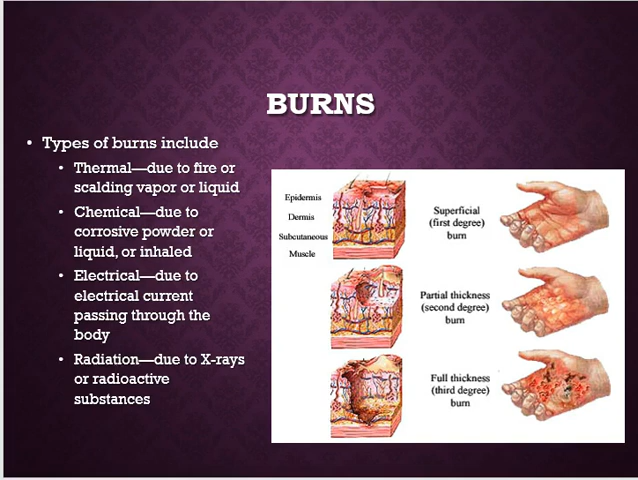 BURNS
• Types of burns include
• Thermal—due to fire or
scalding vapor or liquid
• Chemical—due to
corrosive powder or
liquid, or inhaled
• Electrical—due to
electrical current
passing through the
body
• Radiation—due to X-rays
or radioactive
substances
Epidermis
Dermis
Subcutaneous
Muscle
Superficial
(first degree)
burn
Partial thickness
(second degree)
burn
Full thickness
(third degree)
burn